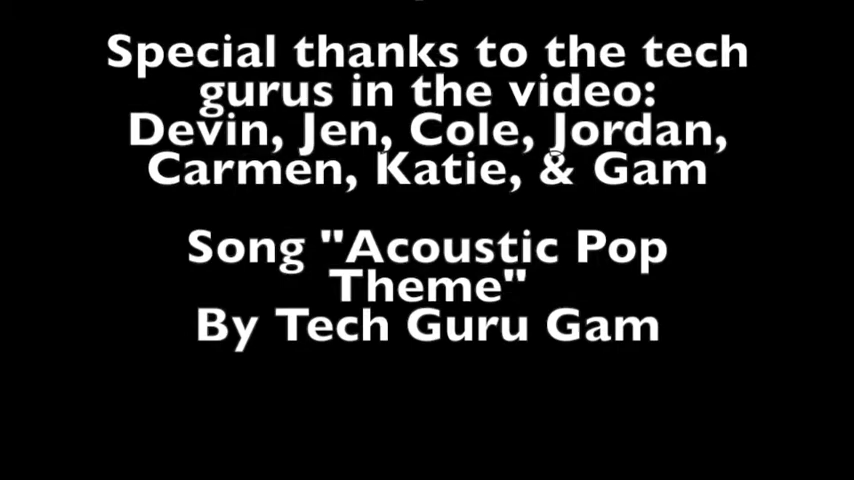 Special thanks to the tech
gurus in the video:
Devin, Jen, Cole, Jordan,
Carmen, Katie, & Gam
Song "Acoustic Pop
Theme"
By Tech Guru Gam